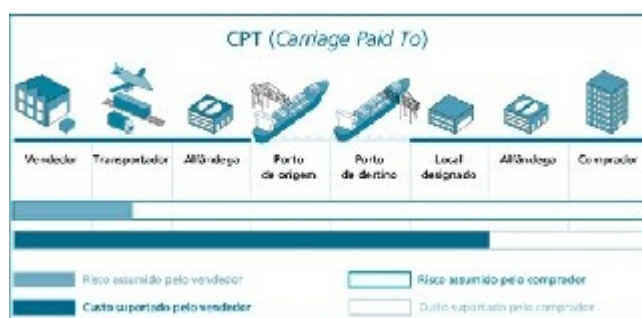 CPT (Carriage Paid To)
Vendedor
Transportador
Alfândega
Porto
de origem
Porto
de destino
Local
designado
Alfândega
Comprador
Risco assumido pelo vendedor
Risco assumido pelo comprador
Custo suportado pelo vendedor
Custo suportado pelo comprador